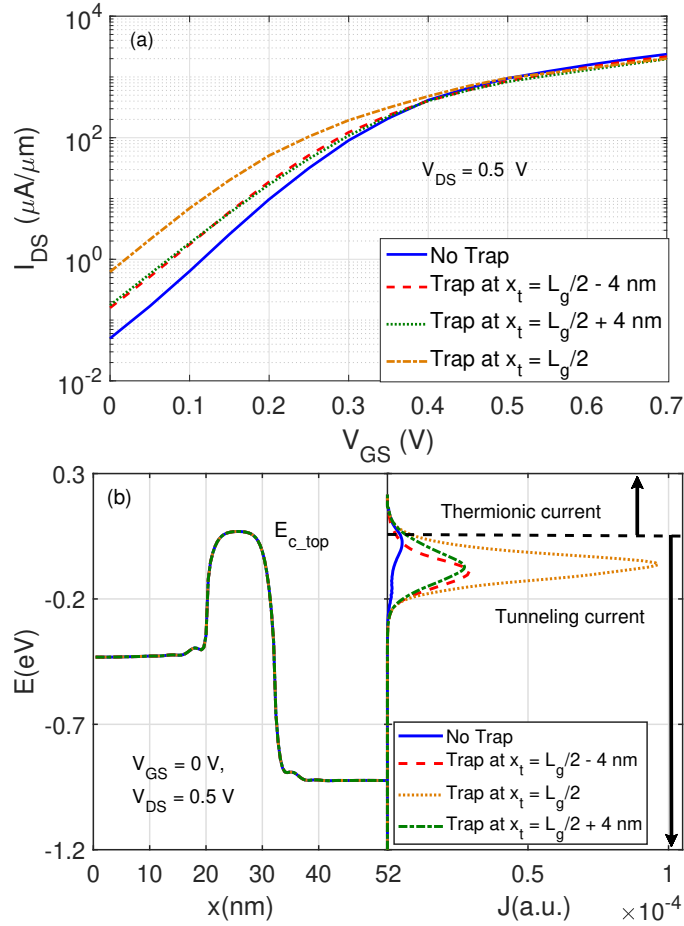 (a)
10^4
10^2
10^0
10^-2
I_DS (μA/μm)
V_DS = 0.5 V
No Trap
Trap at x_t = L_g/2 - 4 nm
Trap at x_t = L_g/2 + 4 nm
Trap at x_t = L_g/2
0 0.1 0.2 0.3 0.4 0.5 0.6 0.7
V_GS (V)
(b)
0.3
-0.2
-0.7
-1.2
E(eV)
E_c_top
Thermionic current
Tunneling current
V_GS = 0 V,
V_DS = 0.5 V
No Trap
Trap at x_t = L_g/2 - 4 nm
Trap at x_t = L_g/2
Trap at x_t = L_g/2 + 4 nm
0 10 20 30 40 52 0.5 1
x(nm) J(a.u.) ×10^-4